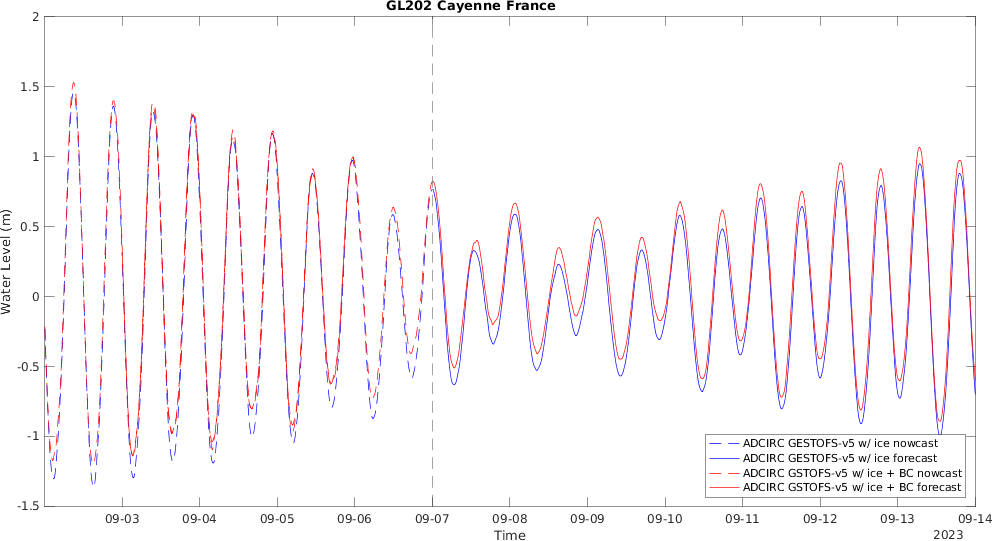 GL202 Cayenne France
2
1.5
1
0.5
0
-0.5
-1
-1.5
Water Level (m)
09-03 09-04 09-05 09-06 09-07 09-08 09-09 09-10 09-11 09-12 09-13 09-14
Time
2023
ADCIRC GESTOFS-v5 w/ ice nowcast
ADCIRC GESTOFS-v5 w/ ice forecast
ADCIRC GSTOFS-v5 w/ ice + BC nowcast
ADCIRC GSTOFS-v5 w/ ice + BC forecast